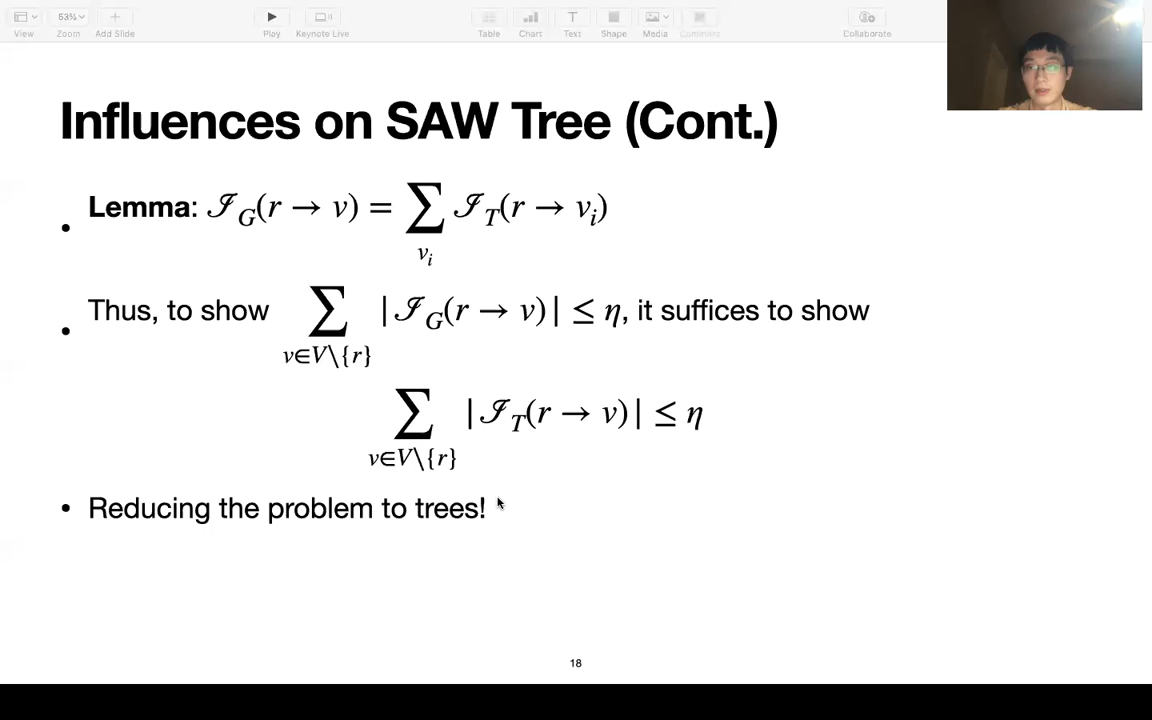 53%
View
Zoom
Add Slide
Play
Keynote Live
Table
Chart
Text
Shape
Media
Comment
Collaborate
Influences on SAW Tree (Cont.)
• Lemma: ℐ_G(r → v) = ∑_{v_i} ℐ_T(r → v_i)
• Thus, to show ∑_{v∈V\{r}} |ℐ_G(r → v)| ≤ η, it suffices to show
∑_{v∈V\{r}} |ℐ_T(r → v)| ≤ η
• Reducing the problem to trees!
18